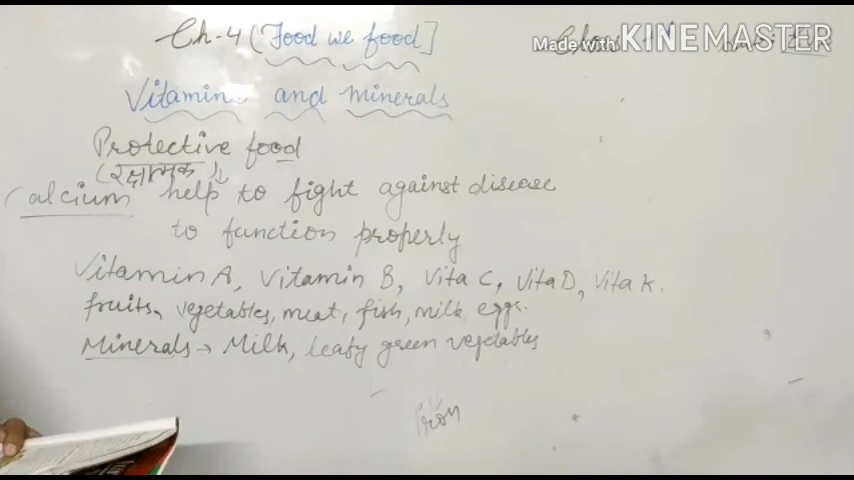 Ch-4 (Food we food]
Made with KINEMASTER
Vitamin and minerals
Protective food
(रक्षात्मक)
Calcium help to fight against disease
to function properly
Vitamin A, Vitamin B, Vita C, Vita D, Vita K.
fruits, vegetables, meat, fish, milk, eggs.
Minerals → Milk, leafy green vegetables